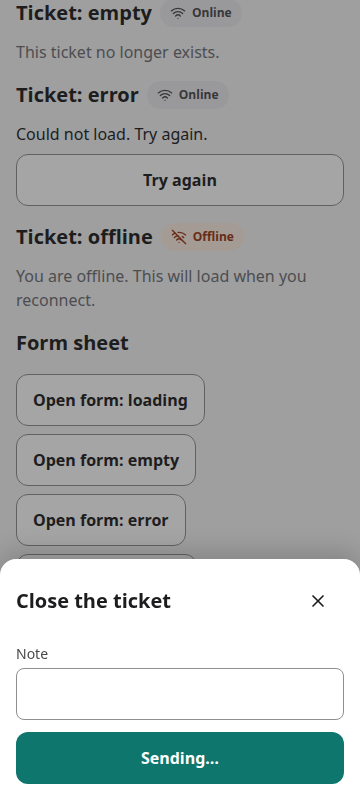 Ticket: empty Online
This ticket no longer exists.
Ticket: error Online
Could not load. Try again.
Try again
Ticket: offline Offline
You are offline. This will load when you
reconnect.
Form sheet
Open form: loading
Open form: empty
Open form: error
Close the ticket
Note
Sending...